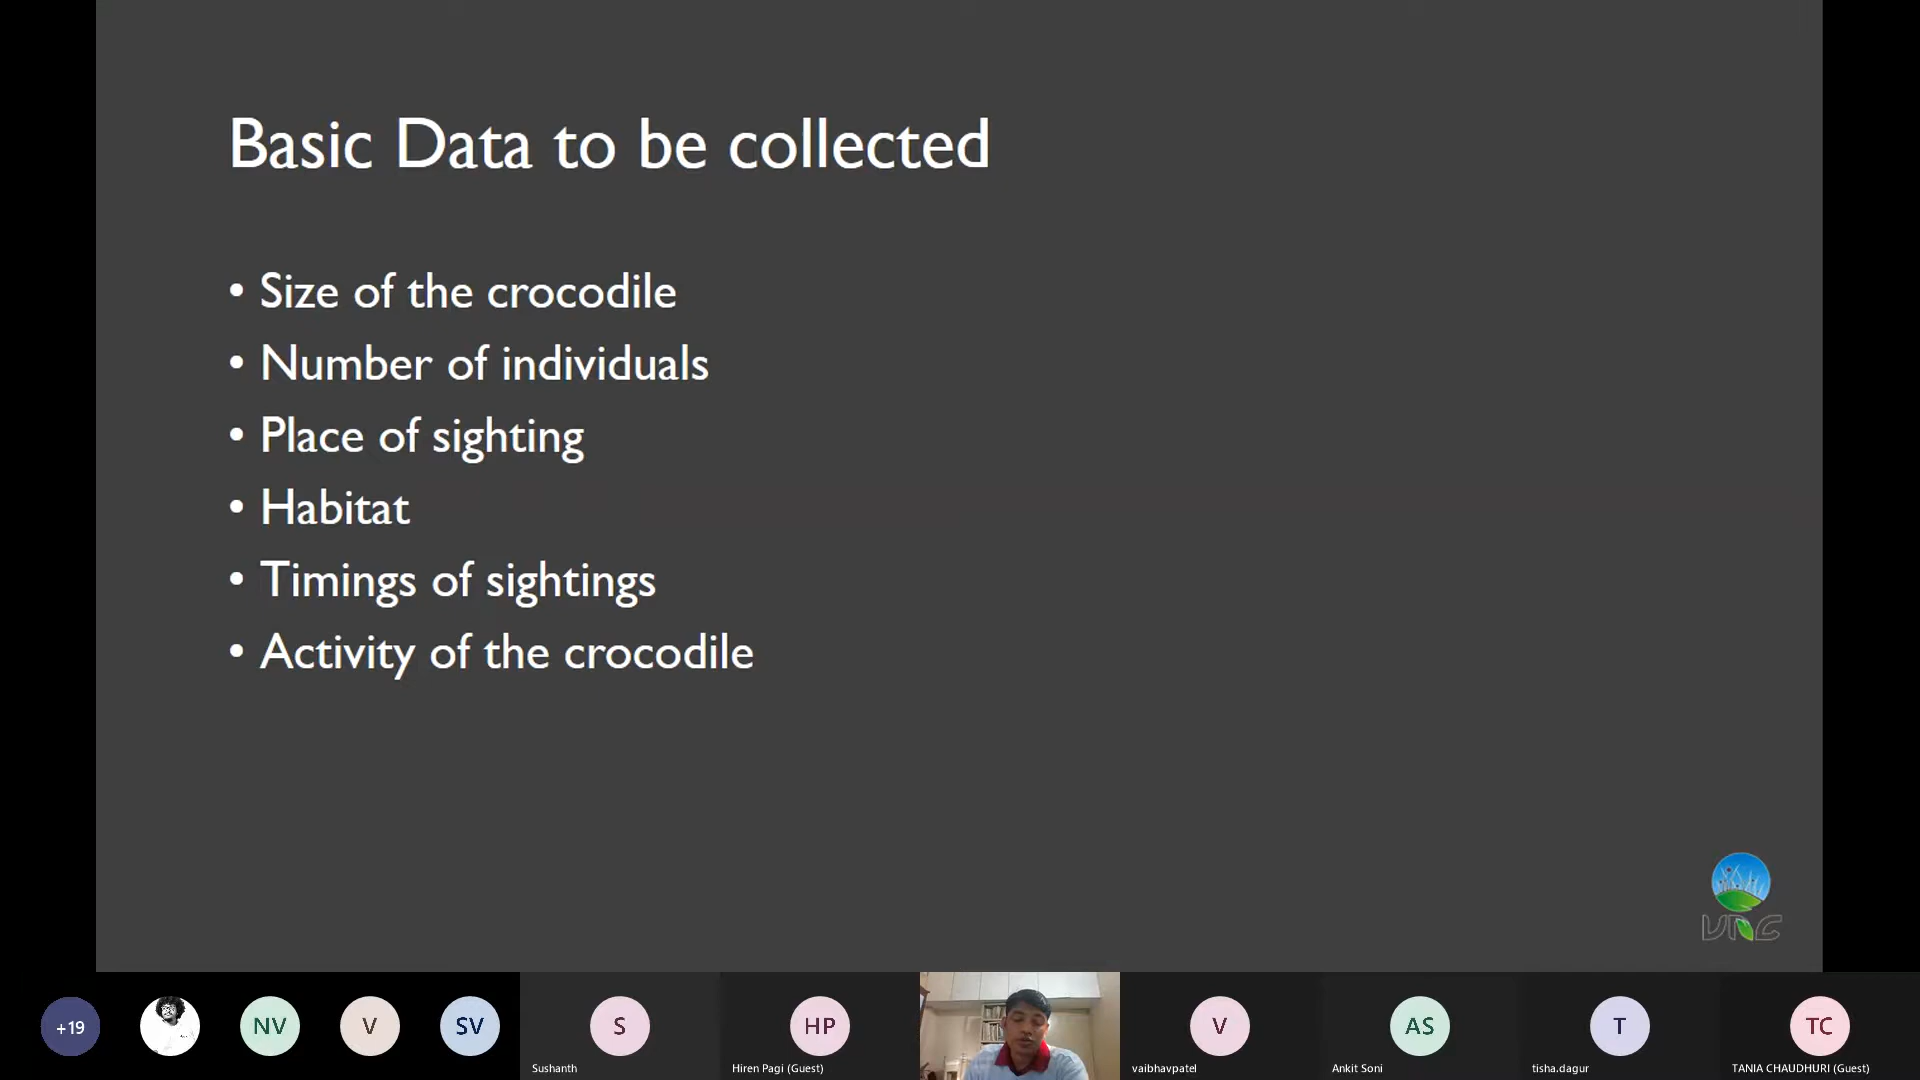 Basic Data to be collected
• Size of the crocodile
• Number of individuals
• Place of sighting
• Habitat
• Timings of sightings
• Activity of the crocodile
VNC
+19
NV
V
SV
S
HP
V
AS
T
TC
Sushanth
Hiren Pagi (Guest)
vaibhavpatel
Ankit Soni
tisha.dagur
TANIA CHAUDHURI (Guest)